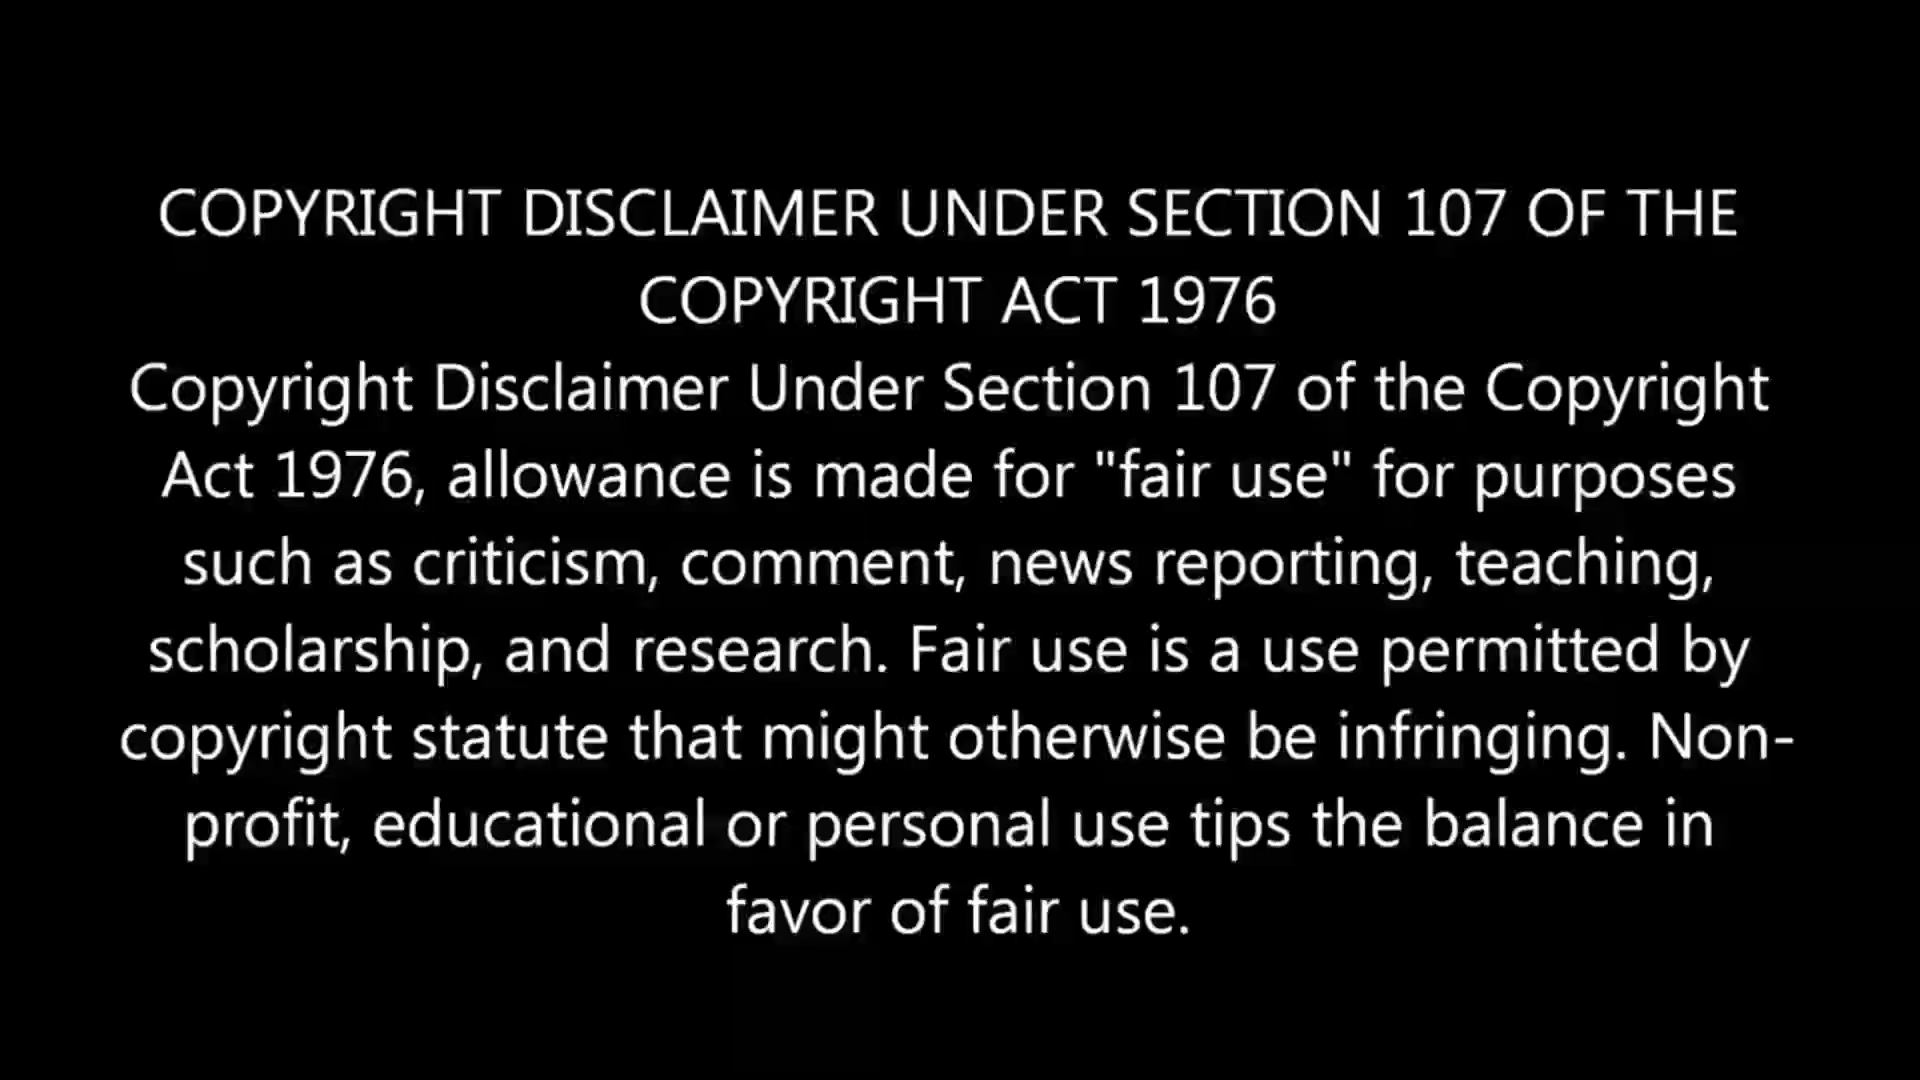 COPYRIGHT DISCLAIMER UNDER SECTION 107 OF THE
COPYRIGHT ACT 1976
Copyright Disclaimer Under Section 107 of the Copyright
Act 1976, allowance is made for "fair use" for purposes
such as criticism, comment, news reporting, teaching,
scholarship, and research. Fair use is a use permitted by
copyright statute that might otherwise be infringing. Non-
profit, educational or personal use tips the balance in
favor of fair use.